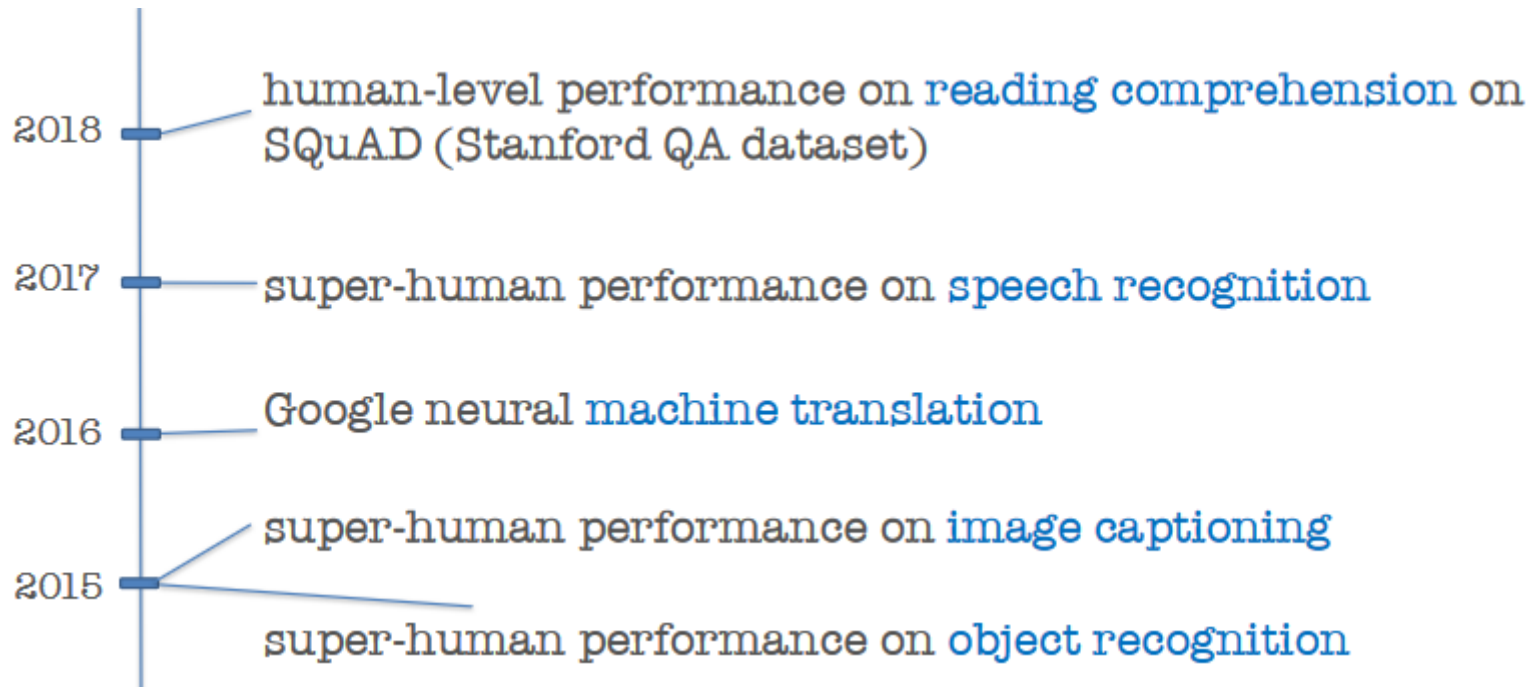 2018
human-level performance on reading comprehension on
SQuAD (Stanford QA dataset)
2017
super-human performance on speech recognition
2016
Google neural machine translation
2015
super-human performance on image captioning
super-human performance on object recognition